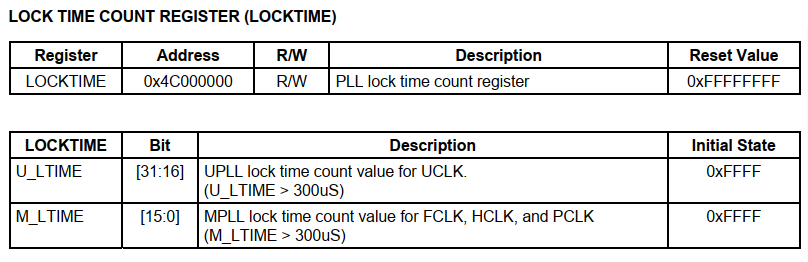 LOCK TIME COUNT REGISTER (LOCKTIME)
Register Address R/W Description Reset Value
LOCKTIME 0x4C000000 R/W PLL lock time count register 0xFFFFFFFF
LOCKTIME Bit Description Initial State
U_LTIME [31:16] UPLL lock time count value for UCLK. 0xFFFF
(U_LTIME > 300uS)
M_LTIME [15:0] MPLL lock time count value for FCLK, HCLK, and PCLK 0xFFFF
(M_LTIME > 300uS)